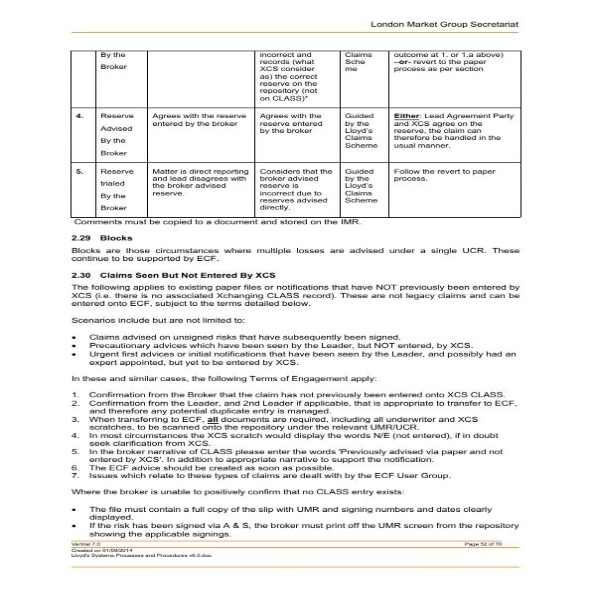 London Market Group Secretariat
By the
Broker
incorrect and
records (what
XCS consider
as) the correct
reserve on the
repository (not
on CLASS)*
Claims
Sche
me
outcome at 1. or 1.a above)
–or- revert to the paper
process as per section
4.
Reserve
Advised
By the
Broker
Agrees with the reserve
entered by the broker
Agrees with the
reserve entered
by the broker
Guided
by the
Lloyd's
Claims
Scheme
Either: Lead Agreement Party
and XCS agree on the
reserve, the claim can
therefore be handled in the
usual manner.
5.
Reserve
trialed
By the
Broker
Matter is direct reporting
and lead disagrees with
the broker advised
reserve.
Considers that the
broker advised
reserve is
incorrect due to
reserves advised
directly.
Guided
by the
Lloyd's
Claims
Scheme
Follow the revert to paper
process.
Comments must be copied to a document and stored on the IMR.
2.29 Blocks
Blocks are those circumstances where multiple losses are advised under a single UCR. These
continue to be supported by ECF.
2.30 Claims Seen But Not Entered By XCS
The following applies to existing paper files or notifications that have NOT previously been entered by
XCS (i.e. there is no associated Xchanging CLASS record). These are not legacy claims and can be
entered onto ECF, subject to the terms detailed below.
Scenarios include but are not limited to:
• Claims advised on unsigned risks that have subsequently been signed.
• Precautionary advices which have been seen by the Leader, but NOT entered, by XCS.
• Urgent first advices or initial notifications that have been seen by the Leader, and possibly had an
expert appointed, but yet to be entered by XCS.
In these and similar cases, the following Terms of Engagement apply:
1. Confirmation from the Broker that the claim has not previously been entered onto XCS CLASS.
2. Confirmation from the Leader, and 2nd Leader if applicable, that is appropriate to transfer to ECF,
and therefore any potential duplicate entry is managed.
3. When transferring to ECF, all documents are required, including all underwriter and XCS
scratches, to be scanned onto the repository under the relevant UMR/UCR.
4. In most circumstances the XCS scratch would display the words N/E (not entered), if in doubt
seek clarification from XCS.
5. In the broker narrative of CLASS please enter the words 'Previously advised via paper and not
entered by XCS'. In addition to appropriate narrative to support the notification.
6. The ECF advice should be created as soon as possible.
7. Issues which relate to these types of claims are dealt with by the ECF User Group.
Where the broker is unable to positively confirm that no CLASS entry exists:
• The file must contain a full copy of the slip with UMR and signing numbers and dates clearly
displayed.
• If the risk has been signed via A & S, the broker must print off the UMR screen from the repository
showing the applicable signings.
Version 7.0
Page 52 of 76
Created on 01/09/2014
Lloyd's Systems Processes and Procedures v6.0.doc